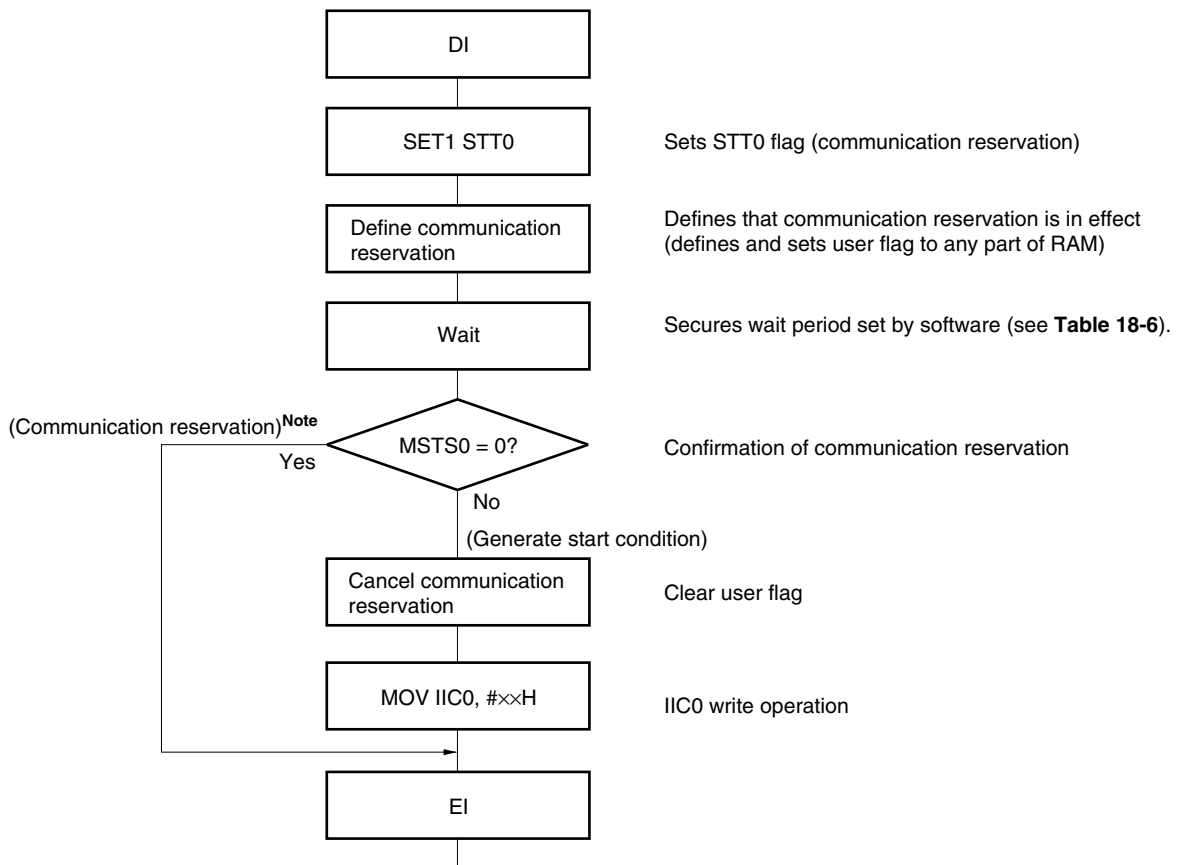 DI
SET1 STT0
Sets STT0 flag (communication reservation)
Define communication
reservation
Defines that communication reservation is in effect
(defines and sets user flag to any part of RAM)
Wait
Secures wait period set by software (see Table 18-6).
(Communication reservation)Note
Yes
MSTS0 = 0?
Confirmation of communication reservation
No
(Generate start condition)
Cancel communication
reservation
Clear user flag
MOV IIC0, #××H
IIC0 write operation
EI